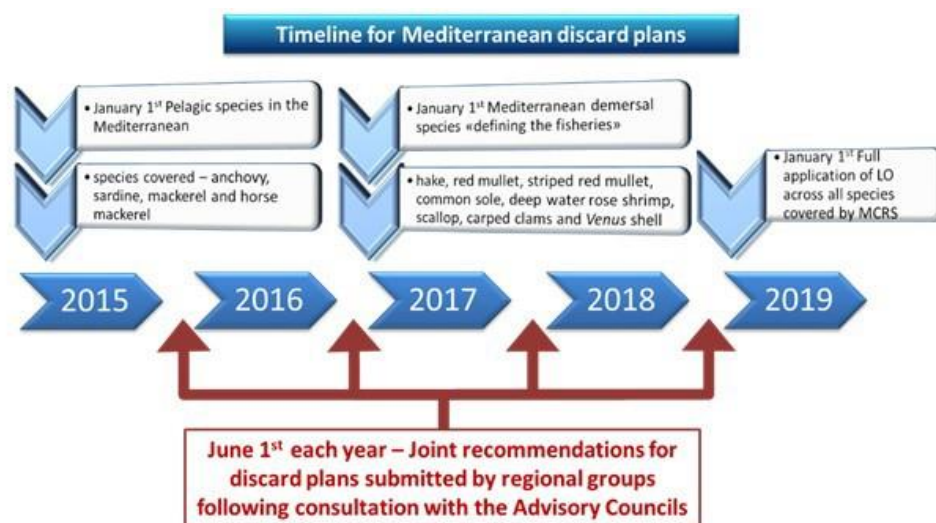 Timeline for Mediterranean discard plans
• January 1st Pelagic species in the
Mediterranean
• species covered – anchovy,
sardine, mackerel and horse
mackerel
• January 1st Mediterranean demersal
species «defining the fisheries»
• hake, red mullet, striped red mullet,
common sole, deep water rose shrimp,
scallop, carped clams and Venus shell
• January 1st Full
application of LO
across all species
covered by MCRS
2015
2016
2017
2018
2019
June 1st each year – Joint recommendations for
discard plans submitted by regional groups
following consultation with the Advisory Councils